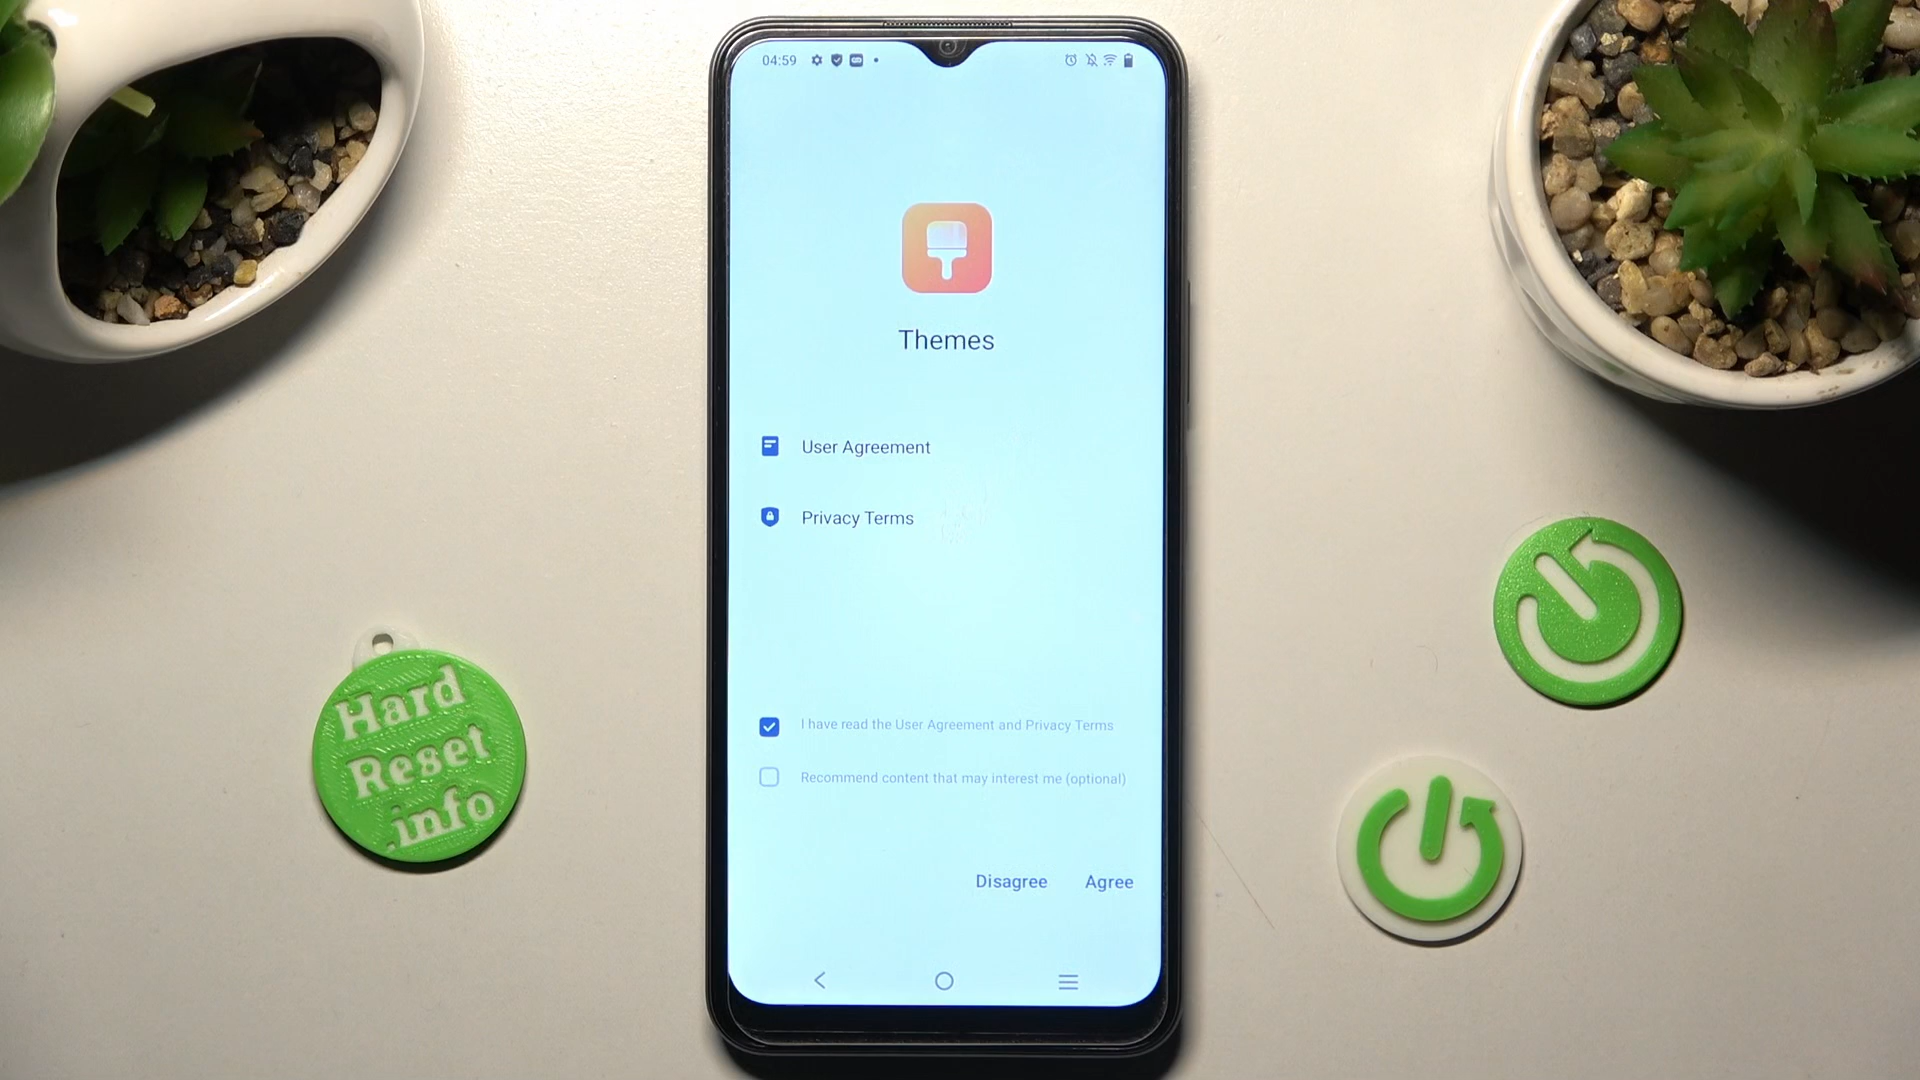 04:59
Themes
User Agreement
Privacy Terms
I have read the User Agreement and Privacy Terms
Recommend content that may interest me (optional)
Disagree Agree
Hard
Reset
.info